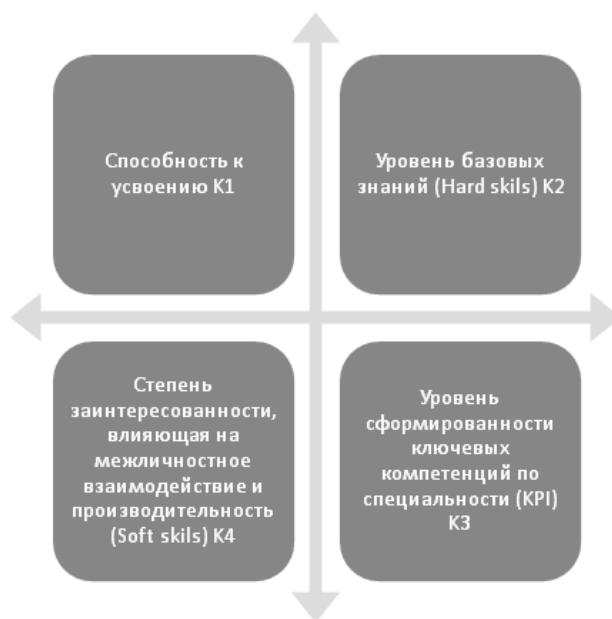 Способность к
усвоению К1
Уровень базовых
знаний (Hard skils) К2
Степень
заинтересованности,
влияющая на
межличностное
взаимодействие и
производительность
(Soft skils) К4
Уровень
сформированности
ключевых
компетенций по
специальности (KPI)
К3